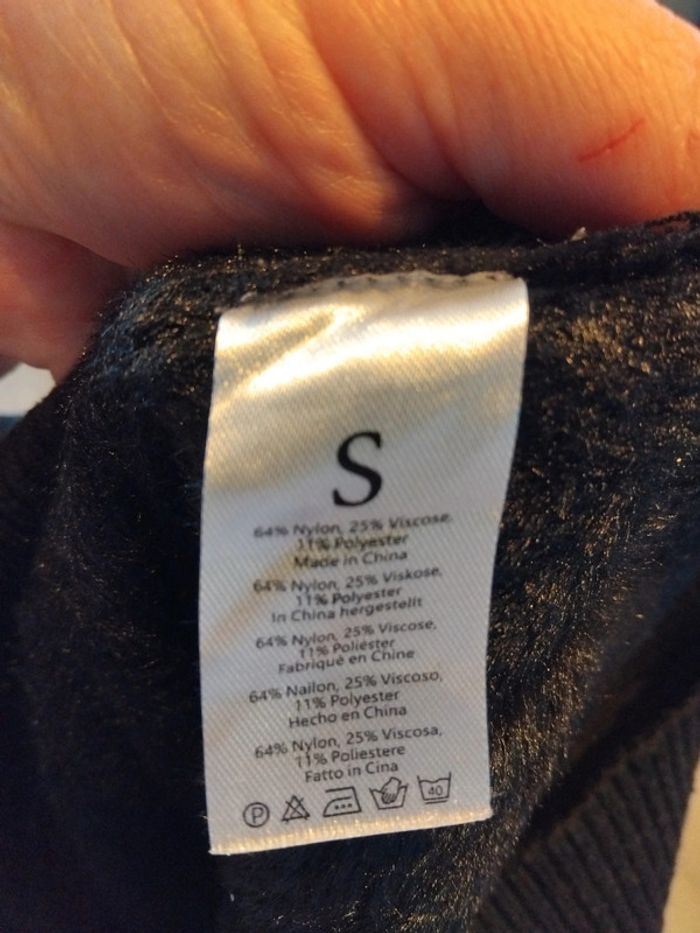 S
64% Nylon, 25% Viscose,
11% Polyester
Made in China
64% Nylon, 25% Viskose,
11% Polyester
In China hergestellt
64% Nylon, 25% Viscose,
11% Poliéster
Fabriqué en Chine
64% Nailon, 25% Viscoso,
11% Polyester
Hecho en China
64% Nylon, 25% Viscosa,
11% Poliestere
Fatto in Cina
P 40